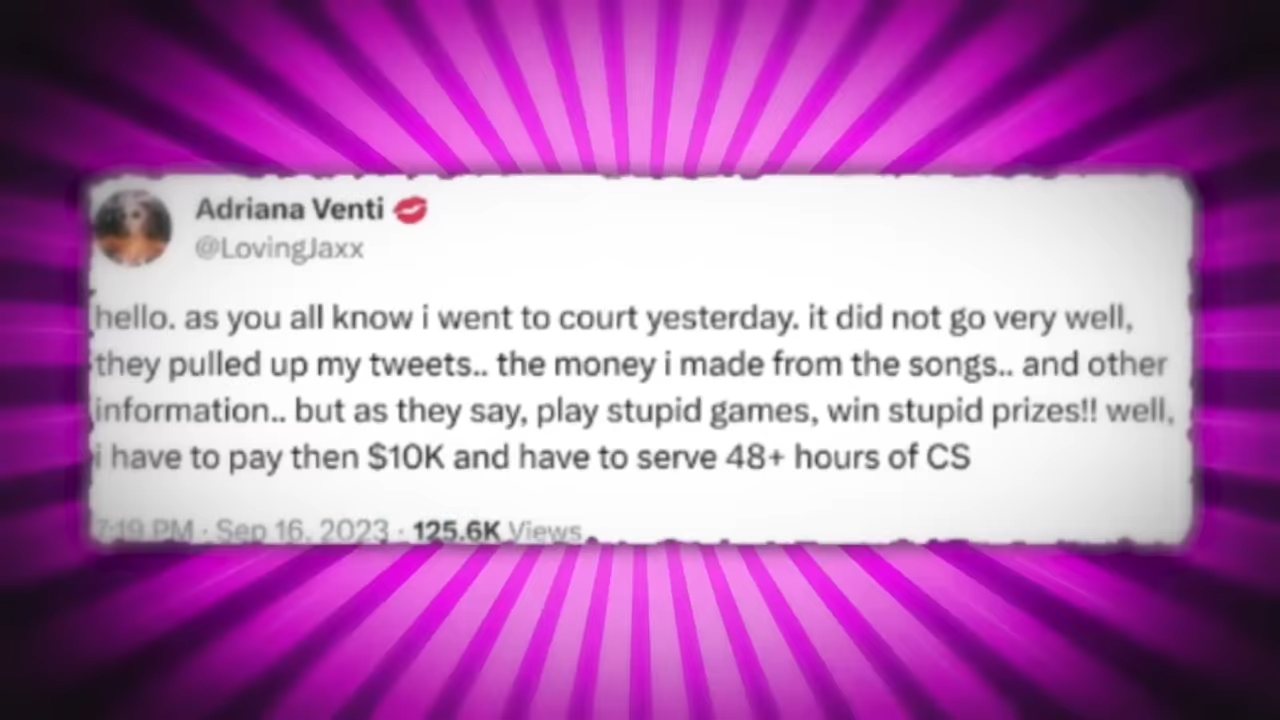 Adriana Venti 💋
@LovingJaxx
hello. as you all know i went to court yesterday. it did not go very well,
they pulled up my tweets.. the money i made from the songs.. and other
information.. but as they say, play stupid games, win stupid prizes!! well,
i have to pay then $10K and have to serve 48+ hours of CS
7:19 PM · Sep 16, 2023 · 125.6K Views